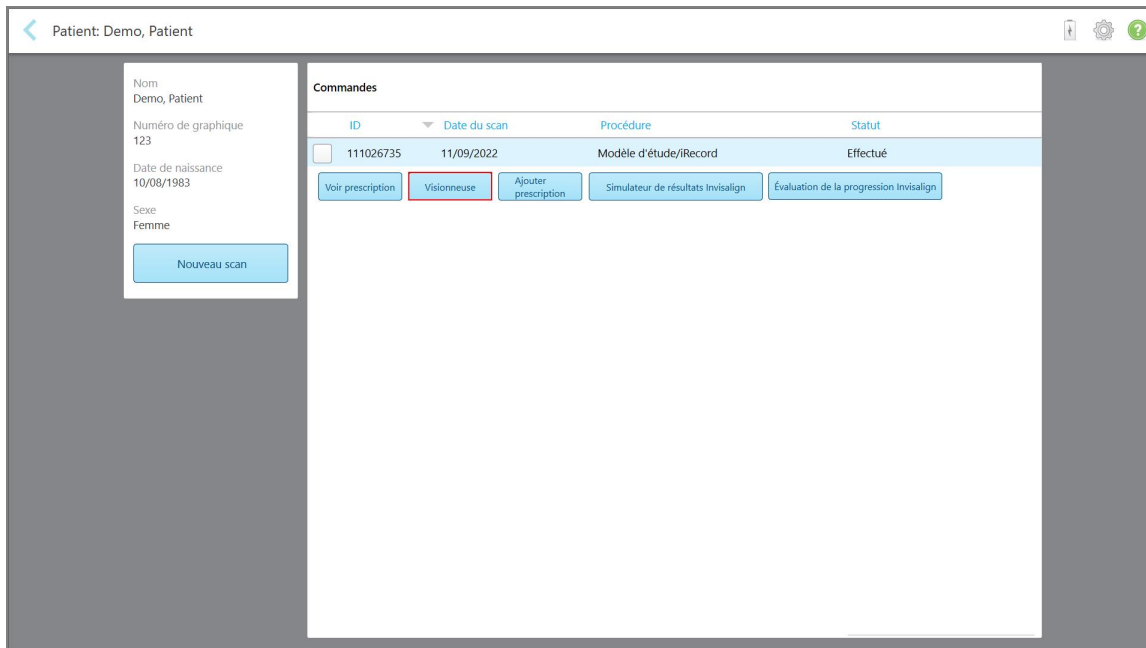 Patient: Demo, Patient
?
Nom
Demo, Patient
Numéro de graphique
123
Date de naissance
10/08/1983
Sexe
Femme
Nouveau scan
Commandes
ID Date du scan Procédure Statut
111026735 11/09/2022 Modèle d'étude/iRecord Effectué
Voir prescription
Visionneuse
Ajouter
prescription
Simulateur de résultats Invisalign
Évaluation de la progression Invisalign